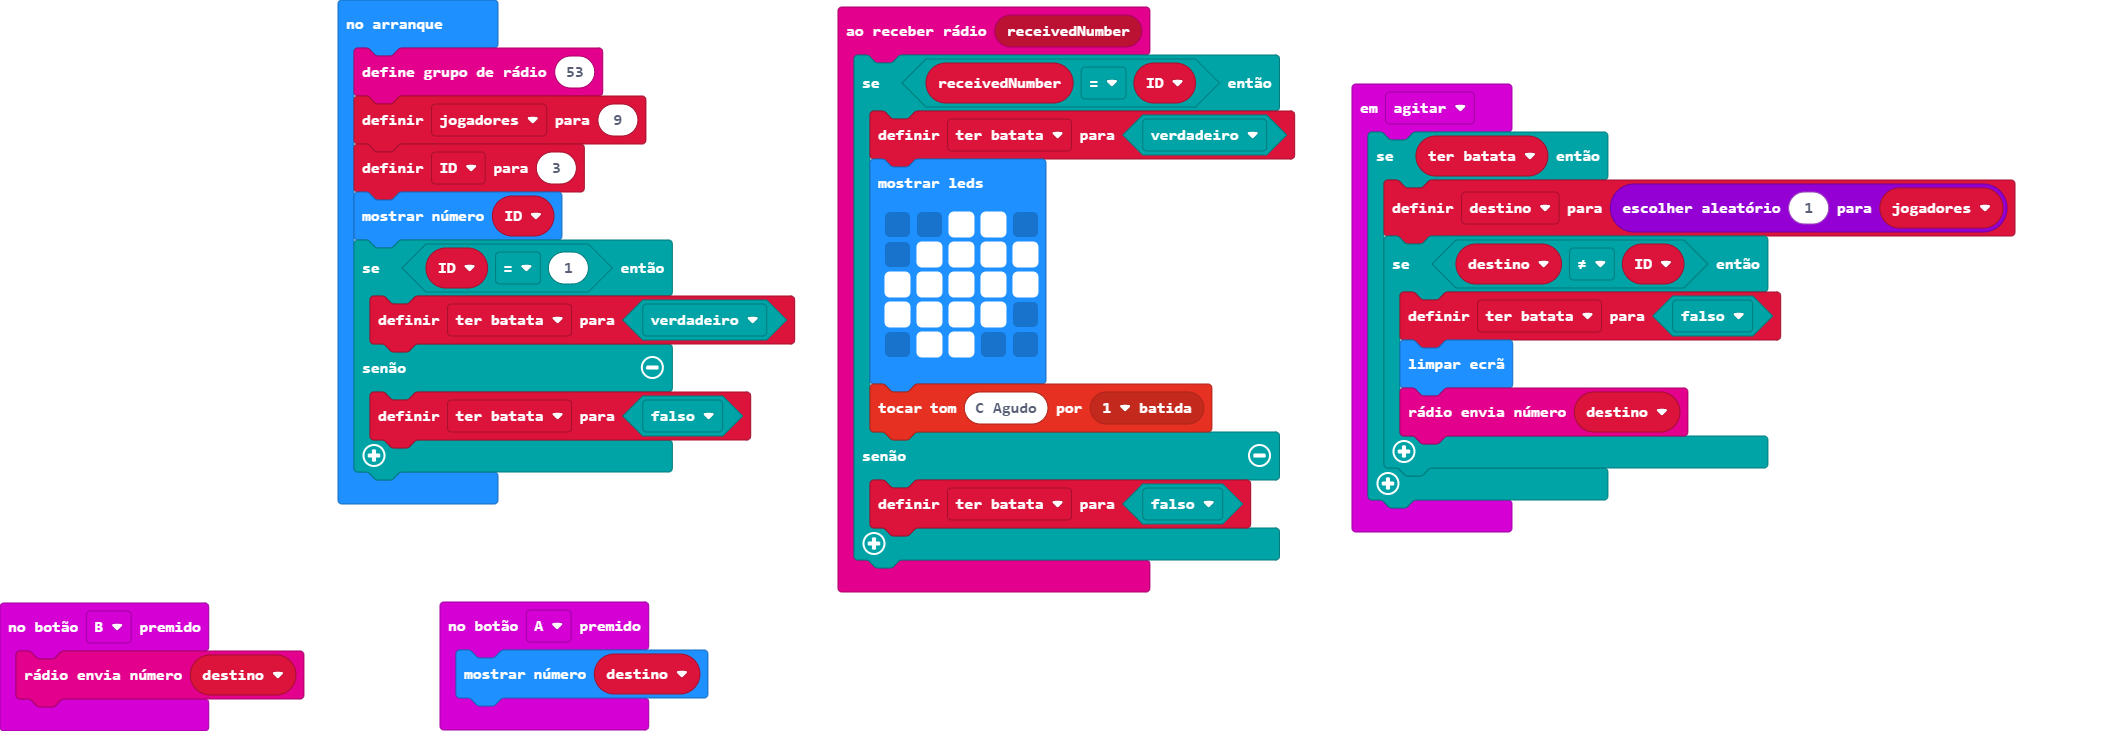 no arranque
define grupo de rádio 53
definir jogadores para 9
definir ID para 3
mostrar número ID
se ID = 1 então
definir ter batata para verdadeiro
senão
definir ter batata para falso
ao receber rádio receivedNumber
se receivedNumber = ID então
definir ter batata para verdadeiro
mostrar leds
tocar tom C Agudo por 1 batida
senão
definir ter batata para falso
em agitar
se ter batata então
definir destino para escolher aleatório 1 para jogadores
se destino ≠ ID então
definir ter batata para falso
limpar ecrã
rádio envia número destino
no botão B premido
rádio envia número destino
no botão A premido
mostrar número destino